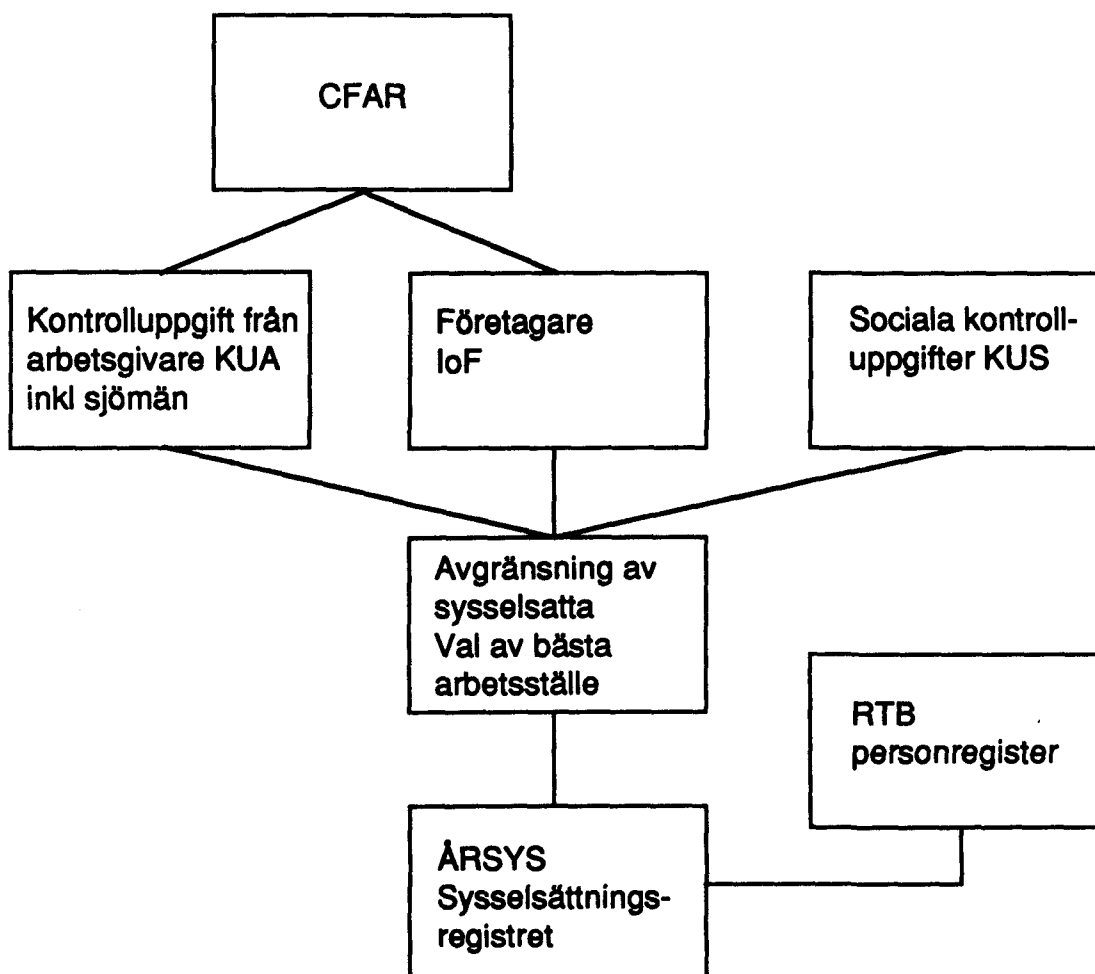 CFAR
Kontrolluppgift från
arbetsgivare KUA
inkl sjömän
Företagare
IoF
Sociala kontroll-
uppgifter KUS
Avgränsning av
sysselsatta
Val av bästa
arbetsställe
RTB
personregister
ÅRSYS
Sysselsättnings-
registret